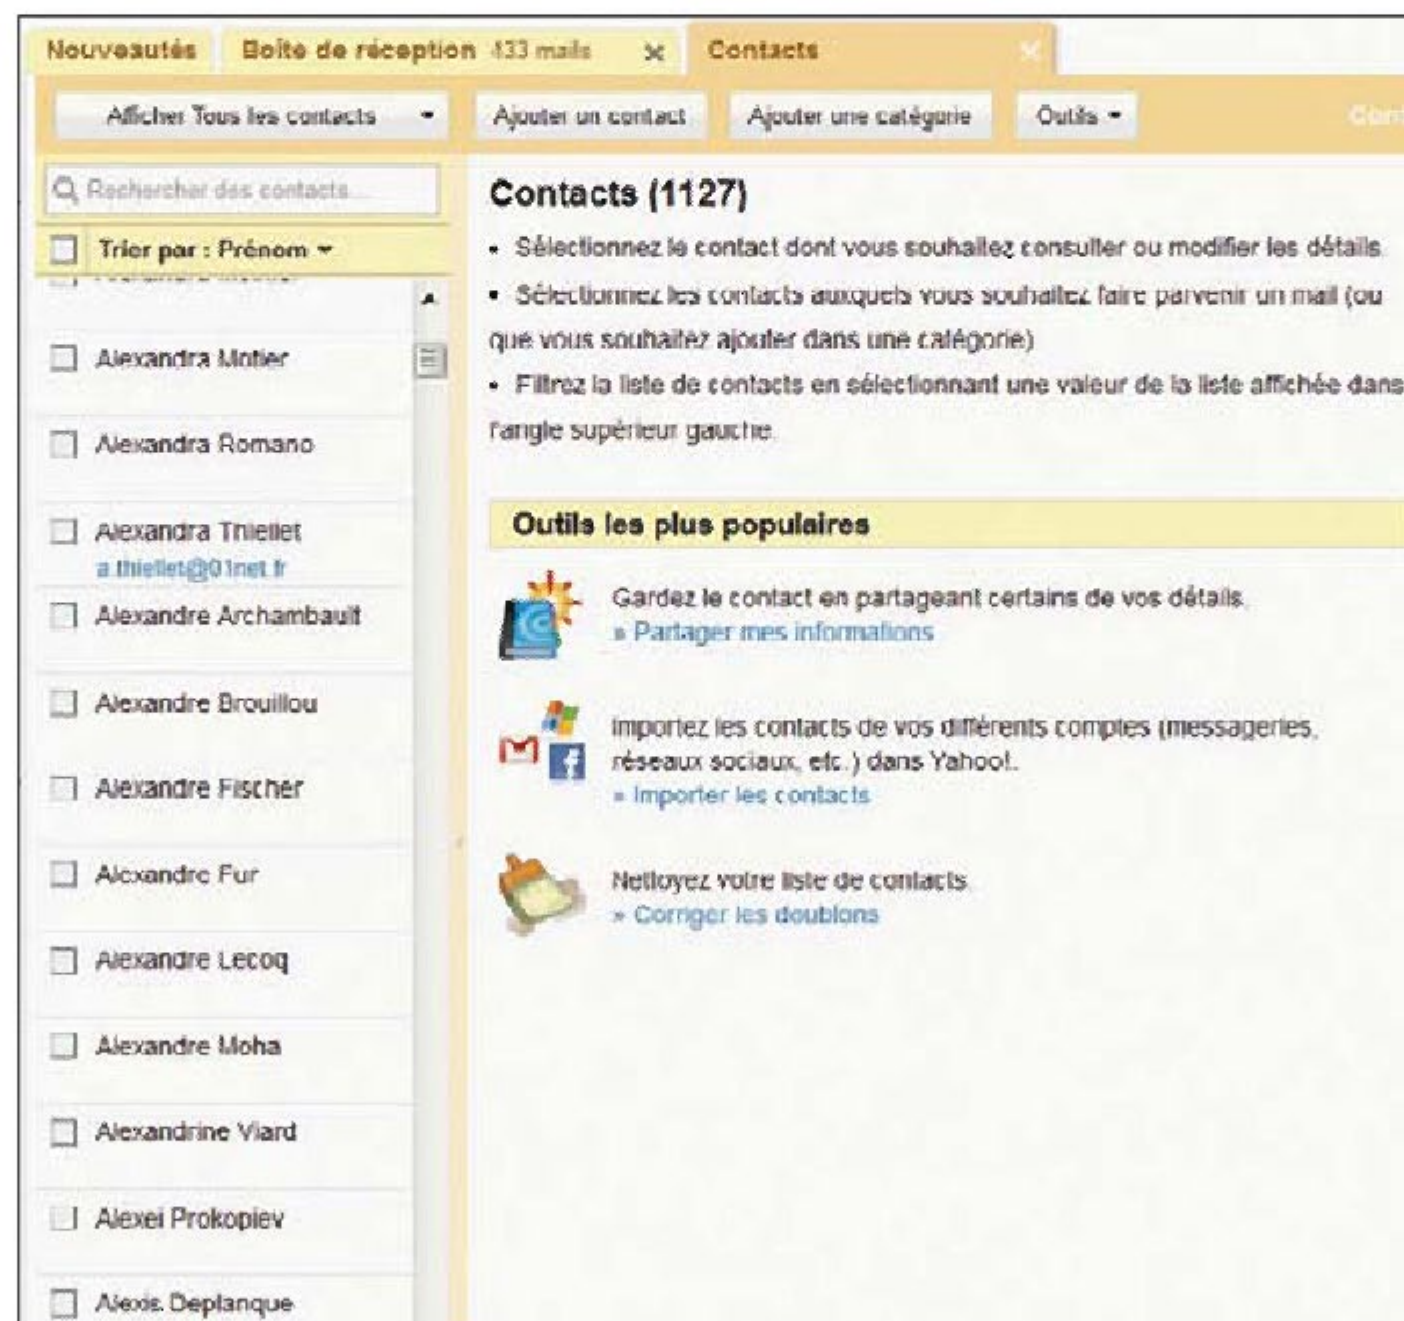 Nouveautés Boîte de réception 433 mails Contacts
Afficher Tous les contacts Ajouter un contact Ajouter une catégorie Outils
Rechercher des contacts...
Trier par : Prénom
Alexandra Motier
Alexandra Romano
Alexandra Thiellet
a.thiellet@01net.fr
Alexandre Archambault
Alexandre Brouillou
Alexandre Fischer
Alexandre Fur
Alexandre Lecoq
Alexandre Moha
Alexandrine Viard
Alexei Prokopiev
Alexis Deplanque
Contacts (1127)
• Sélectionnez le contact dont vous souhaitez consulter ou modifier les détails.
• Sélectionnez les contacts auxquels vous souhaitez faire parvenir un mail (ou
que vous souhaitez ajouter dans une catégorie)
• Filtrez la liste de contacts en sélectionnant une valeur de la liste affichée dans
l'angle supérieur gauche.
Outils les plus populaires
Gardez le contact en partageant certains de vos détails.
» Partager mes informations
Importez les contacts de vos différents comptes (messageries,
réseaux sociaux, etc.) dans Yahoo!.
» Importer les contacts
Nettoyez votre liste de contacts.
» Corriger les doublons